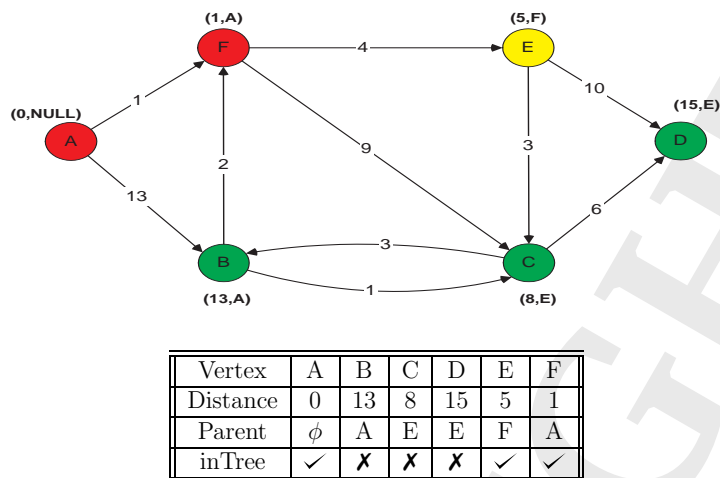 (1,A)
(5,F)
F
4
E
1
10
(0,NULL)
(15,E)
A
9
3
D
2
13
6
3
B
C
1
(13,A)
(8,E)
Vertex A B C D E F
Distance 0 13 8 15 5 1
Parent ϕ A E E F A
inTree ✓ ✗ ✗ ✗ ✓ ✓